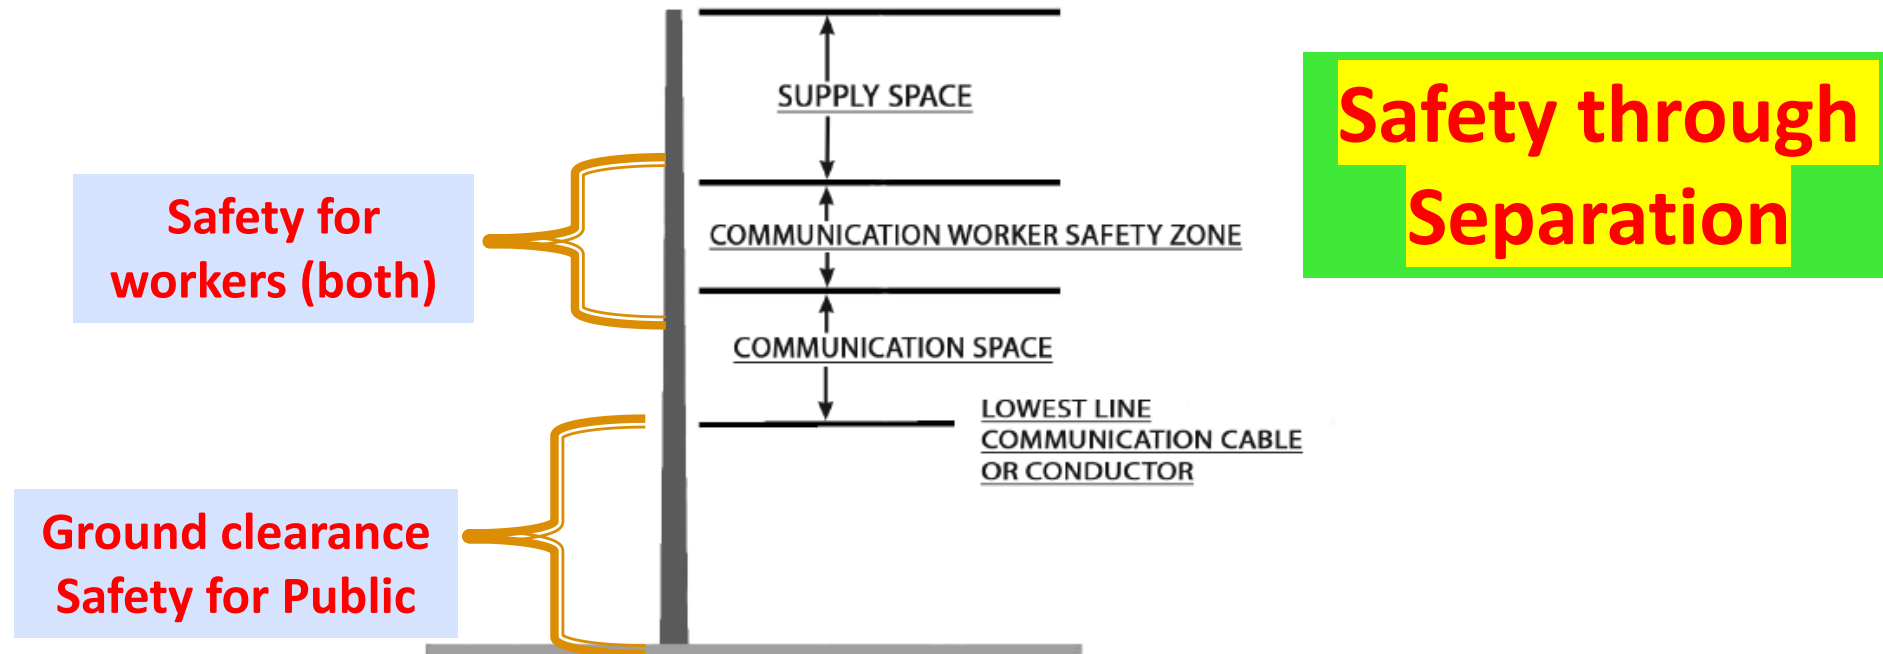 SUPPLY SPACE
Safety through
Separation
Safety for
workers (both)
COMMUNICATION WORKER SAFETY ZONE
COMMUNICATION SPACE
LOWEST LINE
COMMUNICATION CABLE
OR CONDUCTOR
Ground clearance
Safety for Public